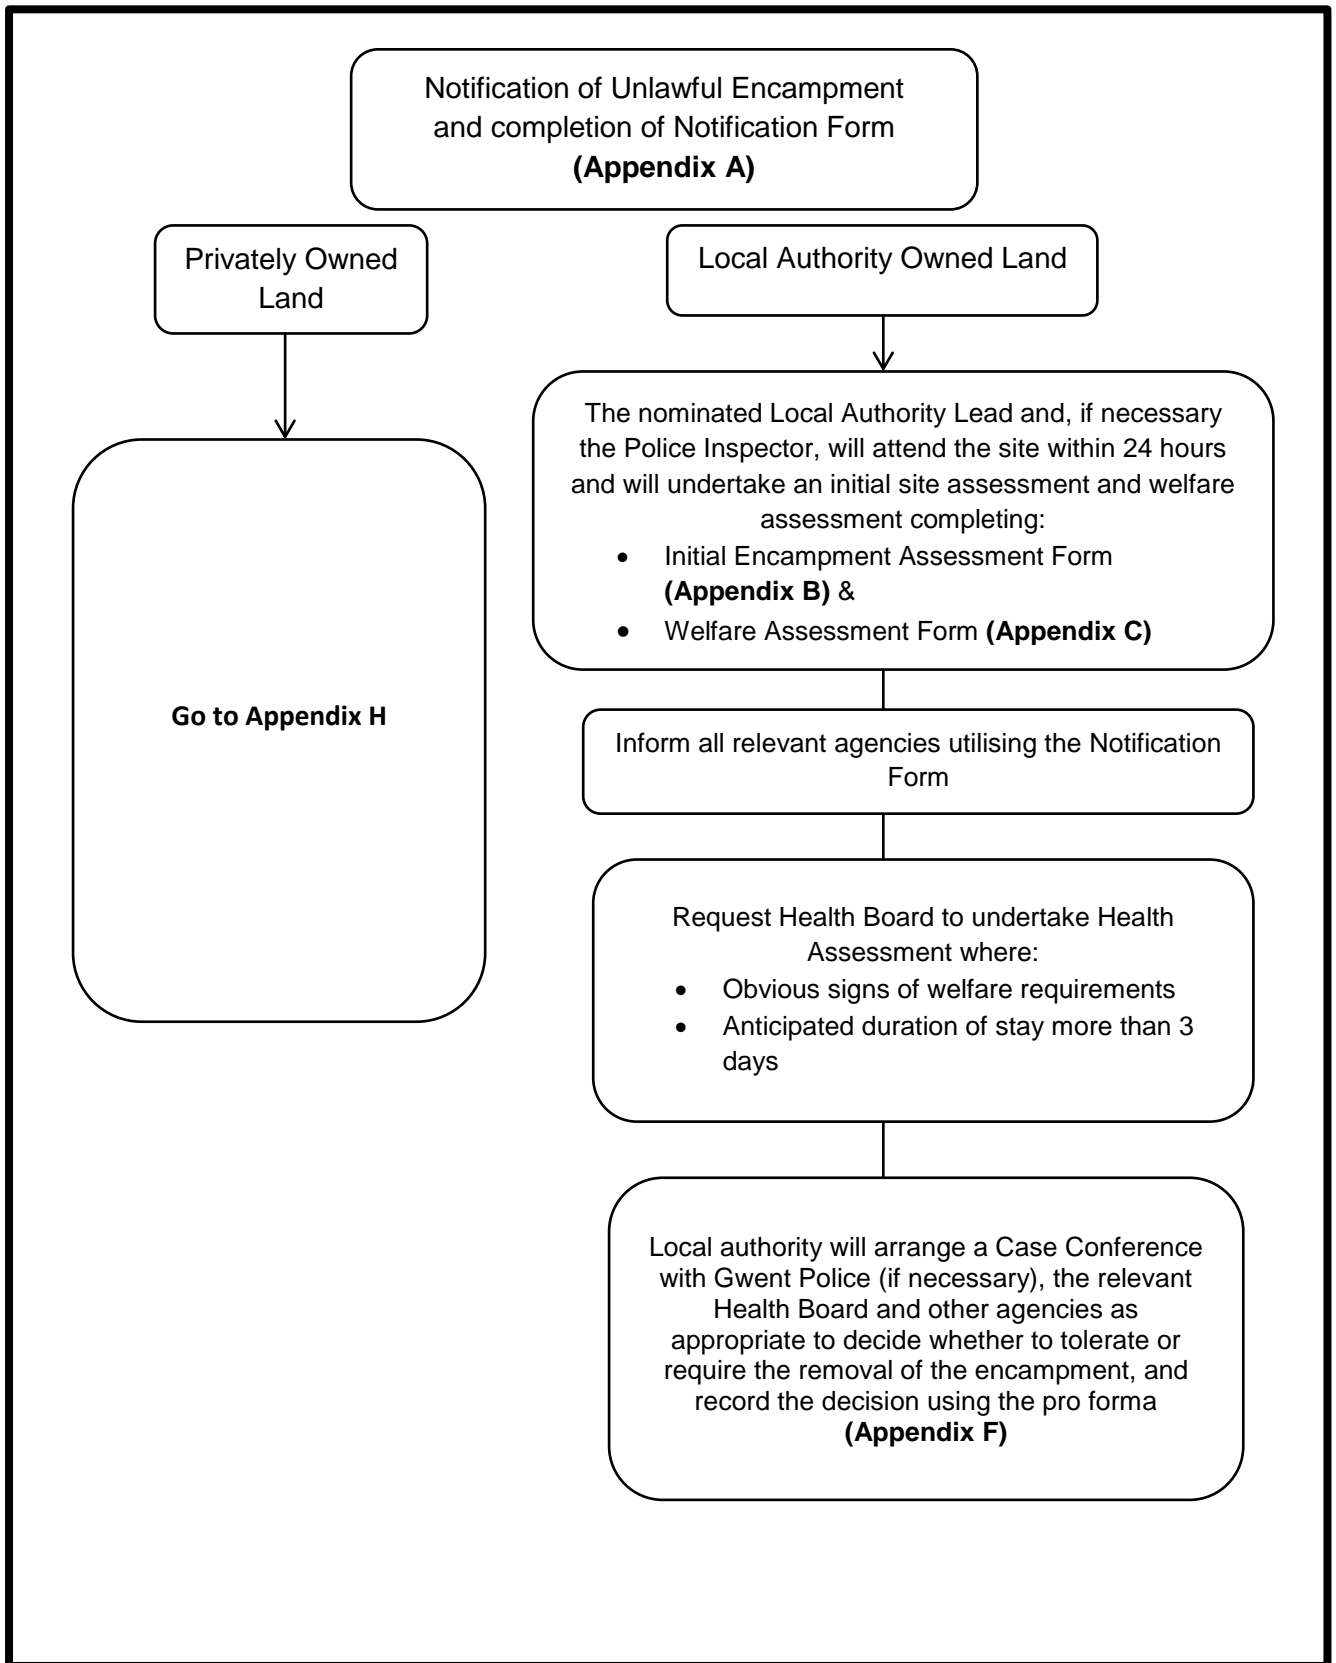 Notification of Unlawful Encampment
and completion of Notification Form
(Appendix A)
Privately Owned
Land
Local Authority Owned Land
Go to Appendix H
The nominated Local Authority Lead and, if necessary
the Police Inspector, will attend the site within 24 hours
and will undertake an initial site assessment and welfare
assessment completing:
• Initial Encampment Assessment Form
(Appendix B) &
• Welfare Assessment Form (Appendix C)
Inform all relevant agencies utilising the Notification
Form
Request Health Board to undertake Health
Assessment where:
• Obvious signs of welfare requirements
• Anticipated duration of stay more than 3
days
Local authority will arrange a Case Conference
with Gwent Police (if necessary), the relevant
Health Board and other agencies as
appropriate to decide whether to tolerate or
require the removal of the encampment, and
record the decision using the pro forma
(Appendix F)